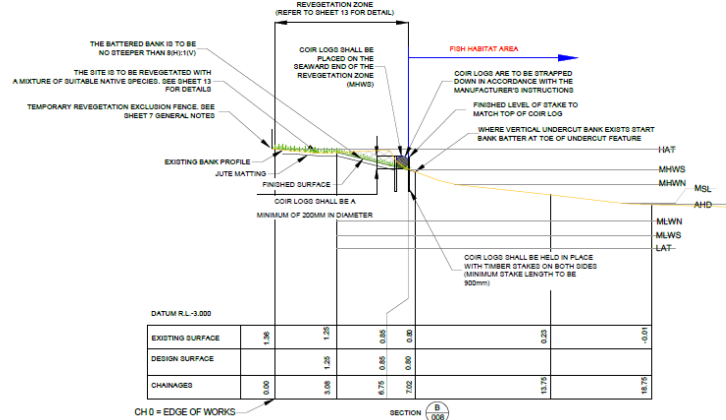 REVEGETATION ZONE
(REFER TO SHEET 13 FOR DETAIL)
THE BATTERED BANK IS TO BE
NO STEEPER THAN 8(H):1(V)
COIR LOGS SHALL BE
PLACED ON THE
SEAWARD END OF THE
REVEGETATION ZONE
(MHWS)
FISH HABITAT AREA
THE SITE IS TO BE REVEGETATED WITH
A MIXTURE OF SUITABLE NATIVE SPECIES. SEE SHEET 13
FOR DETAILS
COIR LOGS ARE TO BE STRAPPED
DOWN IN ACCORDANCE WITH THE
MANUFACTURER'S INSTRUCTIONS
TEMPORARY REVEGETATION EXCLUSION FENCE. SEE
SHEET 7 GENERAL NOTES
FINISHED LEVEL OF STAKE TO
MATCH TOP OF COIR LOG
WHERE VERTICAL UNDERCUT BANK EXISTS START
BANK BATTER AT TOE OF UNDERCUT FEATURE
EXISTING BANK PROFILE
JUTE MATTING
FINISHED SURFACE
COIR LOGS SHALL BE A
MINIMUM OF 200MM IN DIAMETER
HAT
MHWS
MHWN
MSL
AHD
MLWN
MLWS
LAT
COIR LOGS SHALL BE HELD IN PLACE
WITH TIMBER STAKES ON BOTH SIDES
(MINIMUM STAKE LENGTH TO BE
900mm)
DATUM R.L.-3.000
EXISTING SURFACE 1.36 1.25 0.85 0.80 0.23 -0.01
DESIGN SURFACE 1.25 0.85 0.80
CHAINAGES 0.00 3.08 6.75 7.02 13.75 18.75
CH 0 = EDGE OF WORKS
SECTION B
006